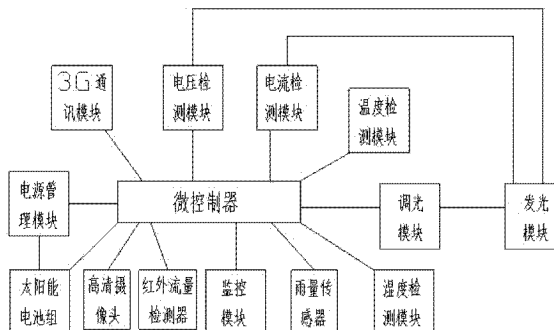 3G通
讯模块
电压检
测模块
电流检
测模块
温度检
测模块
电源管
理模块
微控制器
调光
模块
发光
模块
太阳能
电池组
高清摄
像头
红外流量
检测器
监控
模块
雨量传
感器
湿度检
测模块